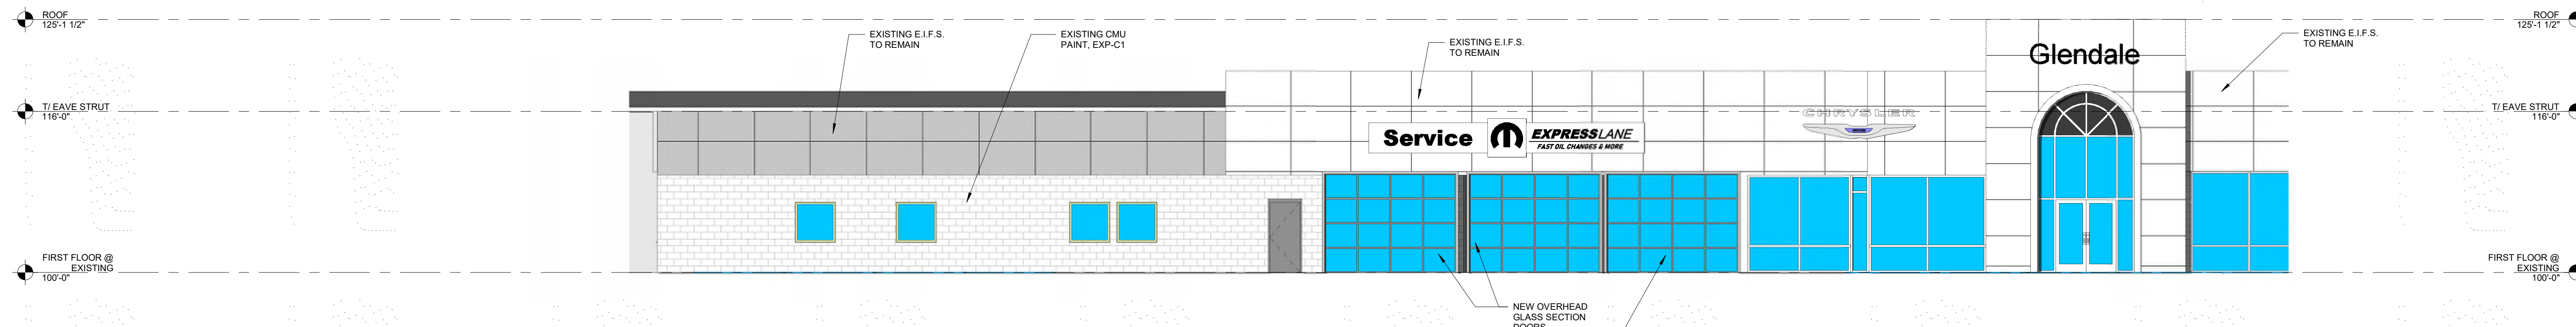 ROOF
125'-1 1/2"
T/ EAVE STRUT
116'-0"
FIRST FLOOR @
EXISTING
100'-0"
EXISTING E.I.F.S.
TO REMAIN
EXISTING CMU
PAINT, EXP-C1
EXISTING E.I.F.S.
TO REMAIN
Service
EXPRESSLANE
FAST OIL CHANGES & MORE
CHRYSLER
Glendale
EXISTING E.I.F.S.
TO REMAIN
NEW OVERHEAD
GLASS SECTION
DOORS
ROOF
125'-1 1/2"
T/ EAVE STRUT
116'-0"
FIRST FLOOR @
EXISTING
100'-0"